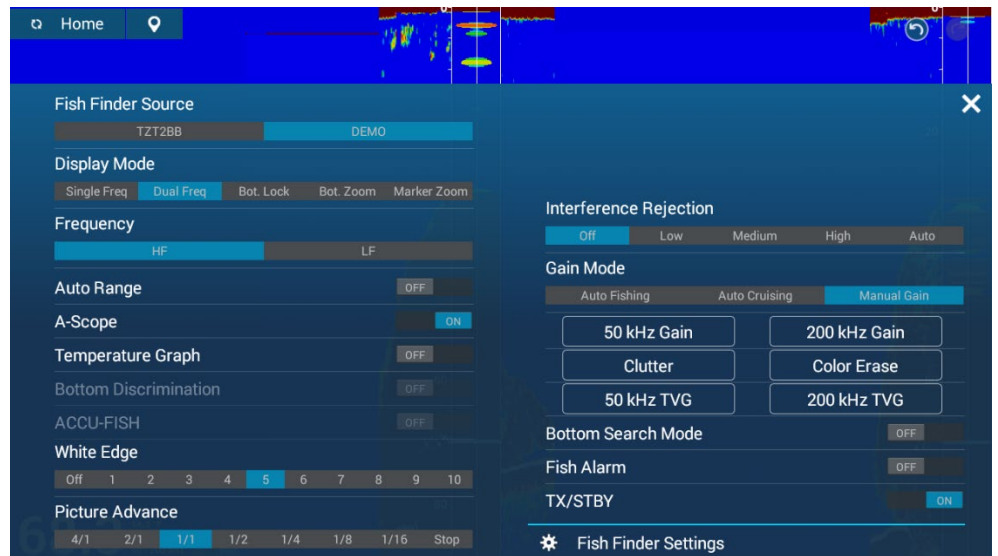 Home
Fish Finder Source
TZT2BB DEMO
Display Mode
Single Freq Dual Freq Bot. Lock Bot. Zoom Marker Zoom
Frequency
HF LF
Auto Range OFF
A-Scope ON
Temperature Graph OFF
Bottom Discrimination OFF
ACCU-FISH OFF
White Edge
Off 1 2 3 4 5 6 7 8 9 10
Picture Advance
4/1 2/1 1/1 1/2 1/4 1/8 1/16 Stop
Interference Rejection
Off Low Medium High Auto
Gain Mode
Auto Fishing Auto Cruising Manual Gain
50 kHz Gain 200 kHz Gain
Clutter Color Erase
50 kHz TVG 200 kHz TVG
Bottom Search Mode OFF
Fish Alarm OFF
TX/STBY ON
Fish Finder Settings